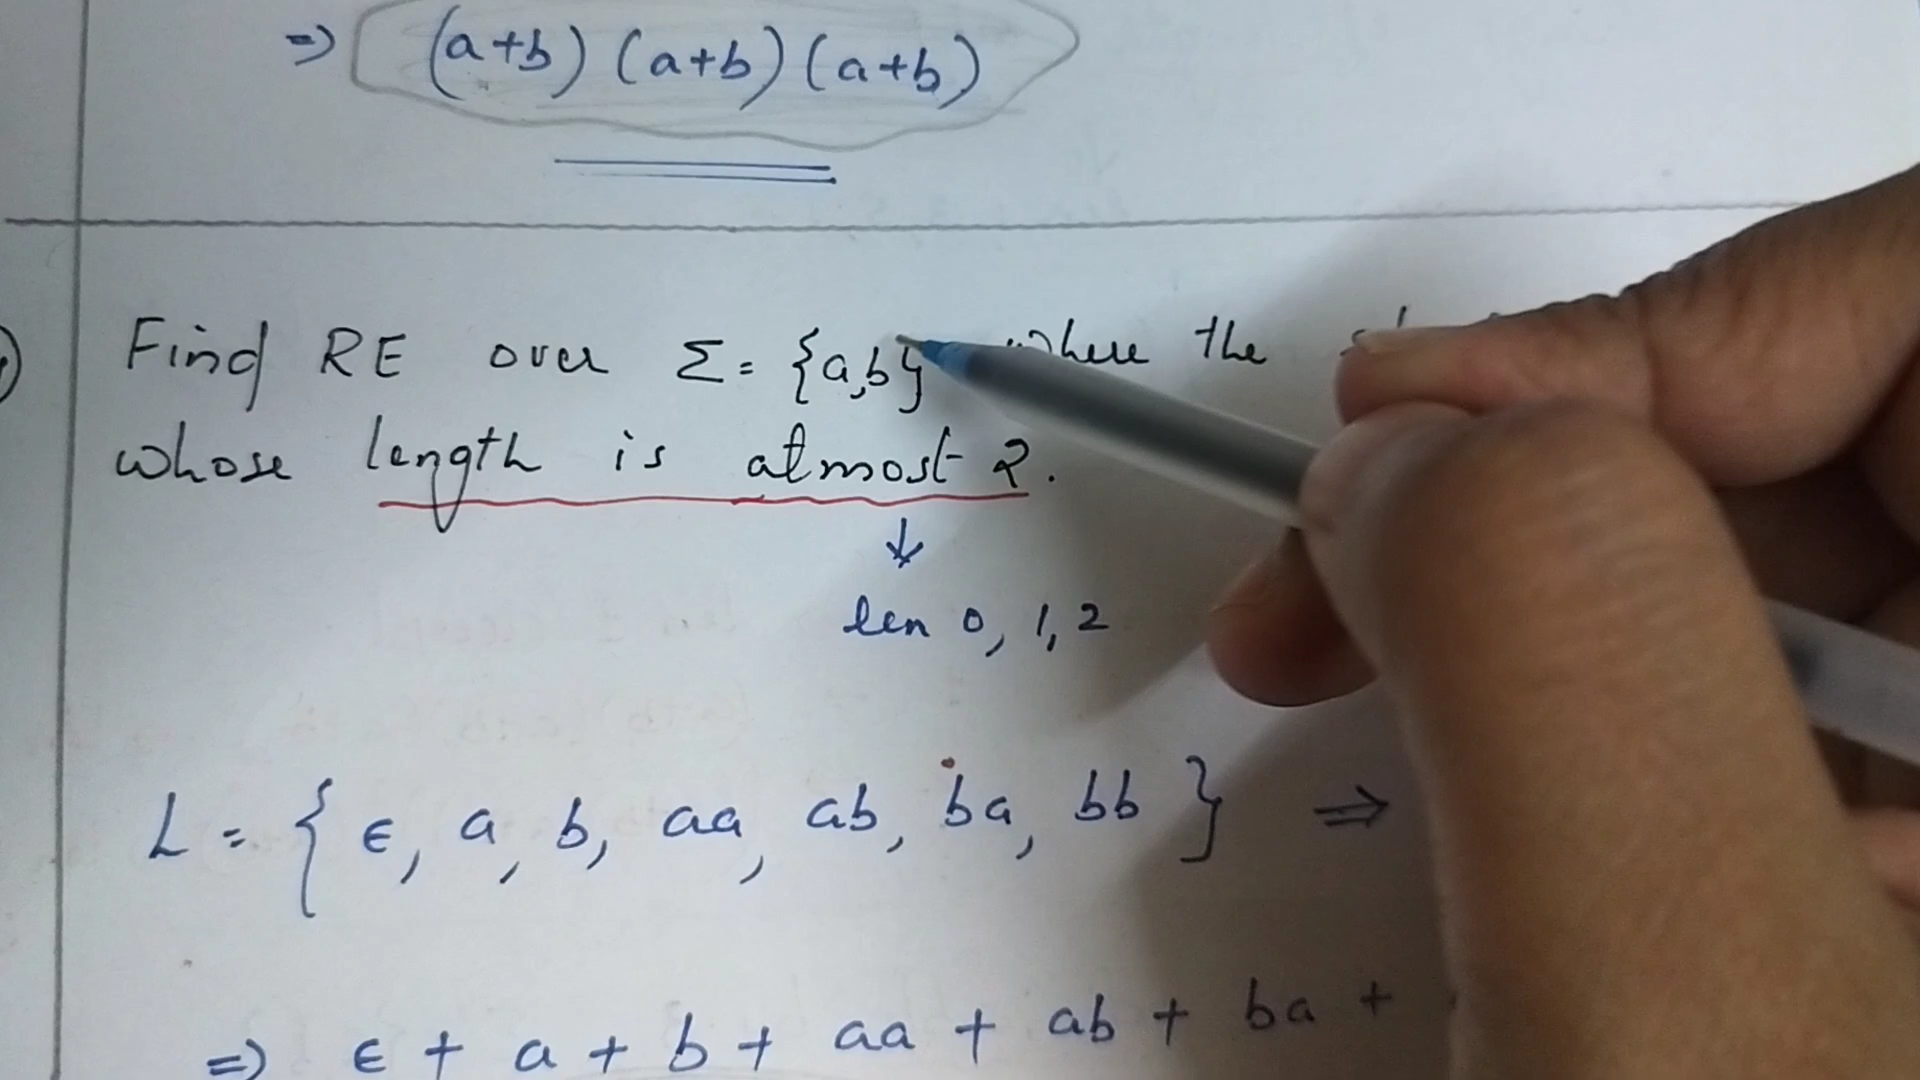 =) (a+b) (a+b) (a+b)
Find RE over Σ = {a,b} where the
whose length is atmost 2.
↓
len 0, 1, 2
L = { ϵ, a, b, aa, ab, ba, bb } ⇒
=) ϵ + a + b + aa + ab + ba +